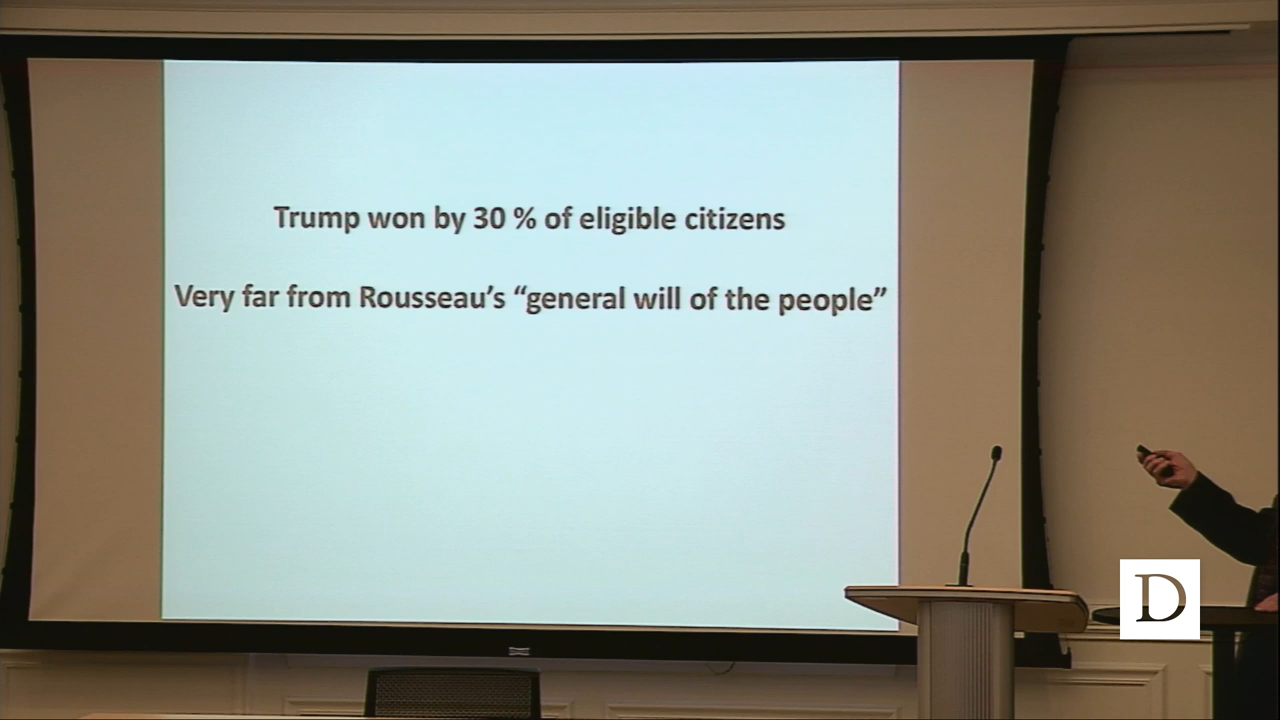 Trump won by 30 % of eligible citizens
Very far from Rousseau’s “general will of the people”
D